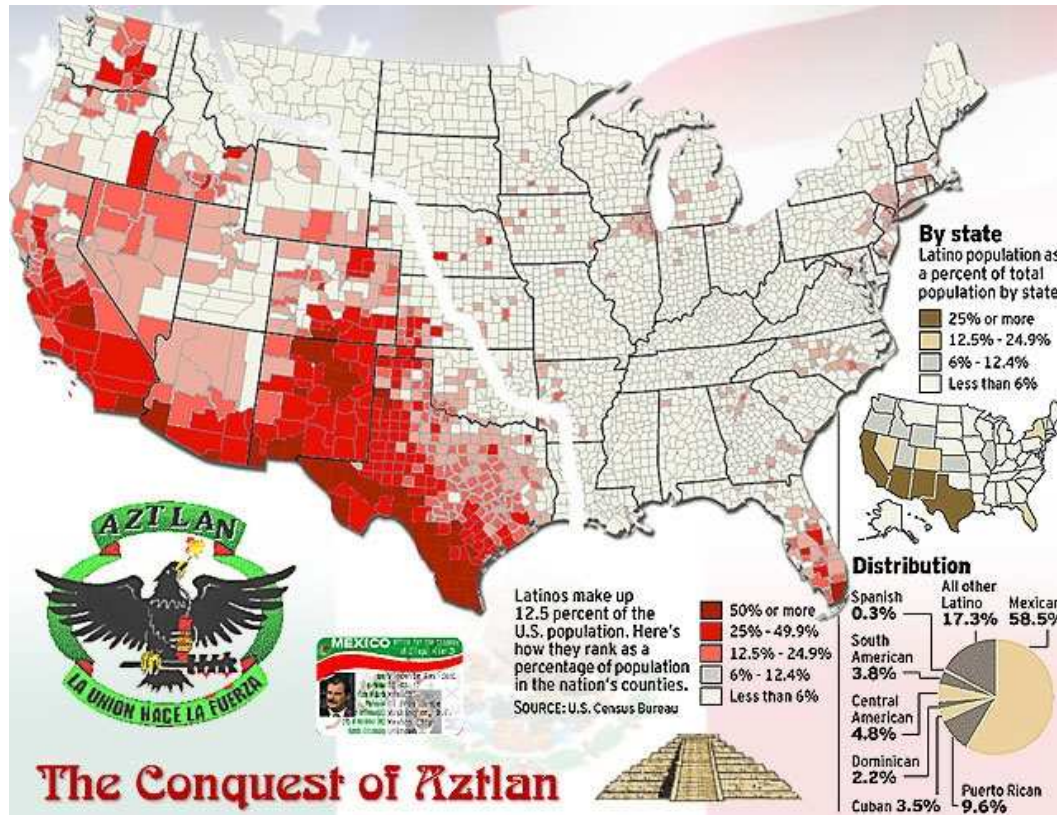 By state
Latino population as
a percent of total
population by state
25% or more
12.5% - 24.9%
6% - 12.4%
Less than 6%
AZTLAN
LA UNION HACE LA FUERZA
MEXICO
Latinos make up
12.5 percent of the
U.S. population. Here's
how they rank as a
percentage of population
in the nation's counties.
SOURCE: U.S. Census Bureau
50% or more
25% - 49.9%
12.5% - 24.9%
6% - 12.4%
Less than 6%
Distribution
Spanish
0.3%
All other
Latino
17.3%
Mexican
58.5%
South
American
3.8%
Central
American
4.8%
Dominican
2.2%
Cuban 3.5%
Puerto Rican
9.6%
The Conquest of Aztlan